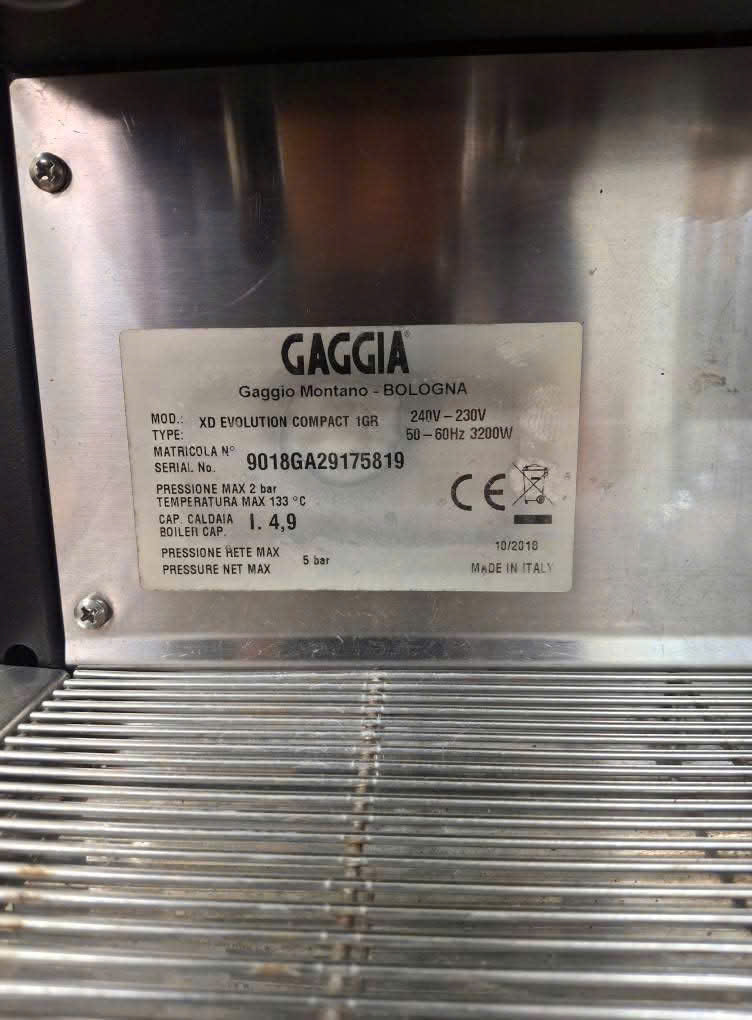 GAGGIA®
Gaggio Montano - BOLOGNA
MOD.: XD EVOLUTION COMPACT 1GR 240V – 230V
TYPE: 50 – 60Hz 3200W
MATRICOLA N°
SERIAL No. 9018GA29175819
PRESSIONE MAX 2 bar
TEMPERATURA MAX 133 °C
CAP. CALDAIA l. 4,9
BOILER CAP.
PRESSIONE RETE MAX
PRESSURE NET MAX 5 bar
CE
10/2018
MADE IN ITALY